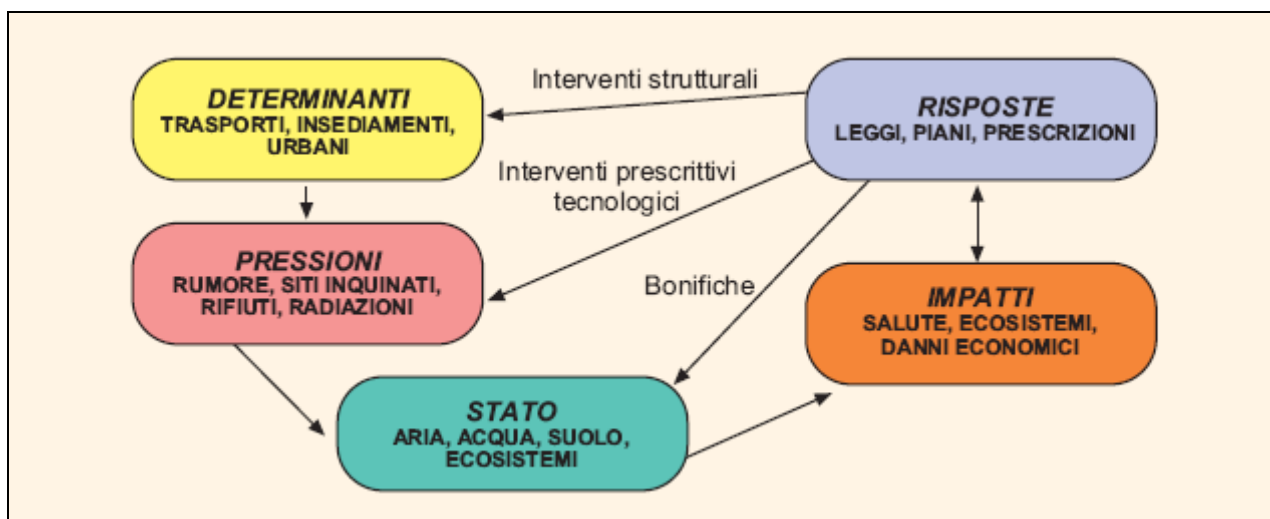 DETERMINANTI
TRASPORTI, INSEDIAMENTI,
URBANI
Interventi strutturali
RISPOSTE
LEGGI, PIANI, PRESCRIZIONI
Interventi prescrittivi
tecnologici
PRESSIONI
RUMORE, SITI INQUINATI,
RIFIUTI, RADIAZIONI
Bonifiche
IMPATTI
SALUTE, ECOSISTEMI,
DANNI ECONOMICI
STATO
ARIA, ACQUA, SUOLO,
ECOSISTEMI